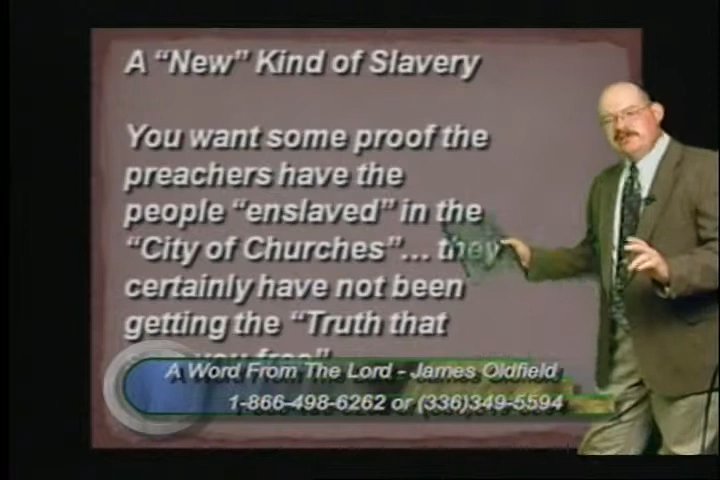 A “New” Kind of Slavery
You want some proof the
preachers have the
people “enslaved” in the
“City of Churches”... they
certainly have not been
getting the “Truth that
you free”
A Word From The Lord - James Oldfield
1-866-498-6262 or (336)349-5594